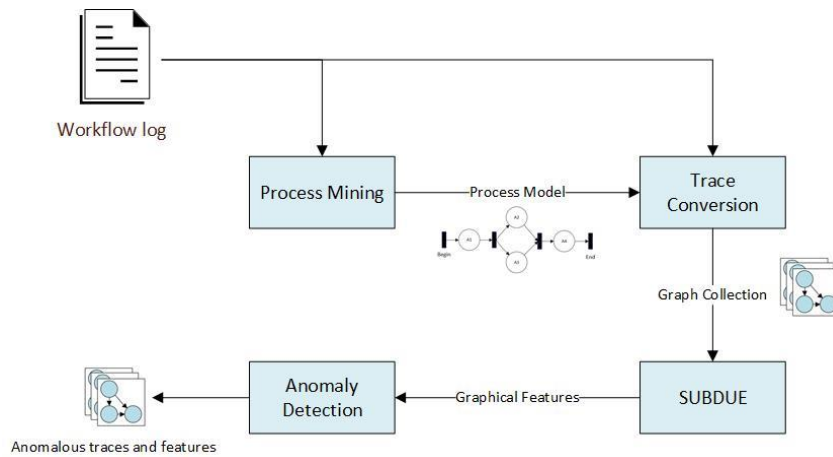 Workflow log
Process Mining
Process Model
Trace
Conversion
Begin
End
Graph Collection
Anomaly
Detection
Graphical Features
SUBDUE
Anomalous traces and features